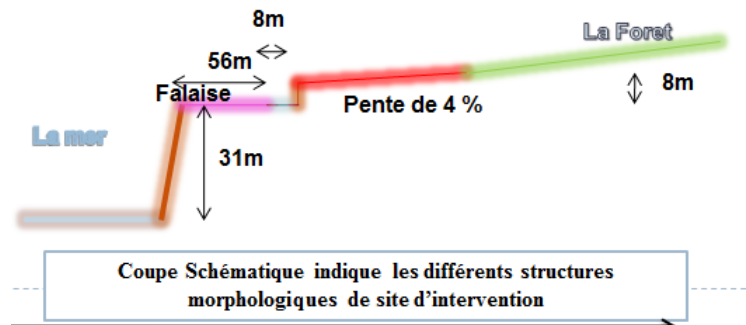 8m
La Foret
56m
Falaise
8m
Pente de 4 %
La mer
31m
Coupe Schématique indique les différents structures
morphologiques de site d'intervention